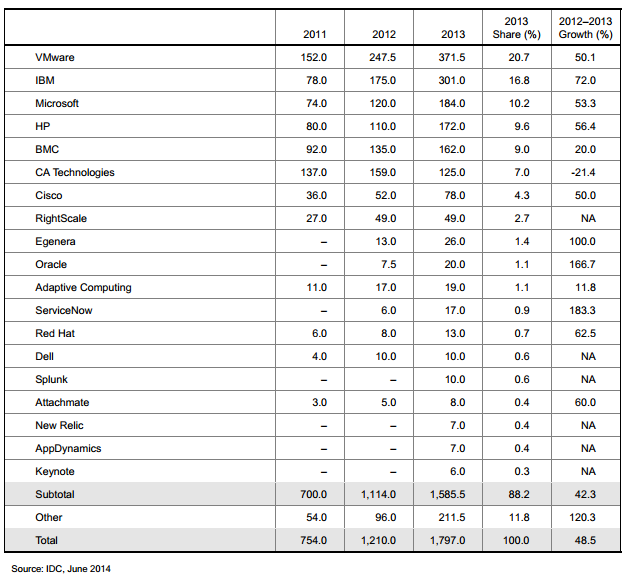 2013 2012–2013
2011 2012 2013 Share (%) Growth (%)
VMware 152.0 247.5 371.5 20.7 50.1
IBM 78.0 175.0 301.0 16.8 72.0
Microsoft 74.0 120.0 184.0 10.2 53.3
HP 80.0 110.0 172.0 9.6 56.4
BMC 92.0 135.0 162.0 9.0 20.0
CA Technologies 137.0 159.0 125.0 7.0 -21.4
Cisco 36.0 52.0 78.0 4.3 50.0
RightScale 27.0 49.0 49.0 2.7 NA
Egenera – 13.0 26.0 1.4 100.0
Oracle – 7.5 20.0 1.1 166.7
Adaptive Computing 11.0 17.0 19.0 1.1 11.8
ServiceNow – 6.0 17.0 0.9 183.3
Red Hat 6.0 8.0 13.0 0.7 62.5
Dell 4.0 10.0 10.0 0.6 NA
Splunk – – 10.0 0.6 NA
Attachmate 3.0 5.0 8.0 0.4 60.0
New Relic – – 7.0 0.4 NA
AppDynamics – – 7.0 0.4 NA
Keynote – – 6.0 0.3 NA
Subtotal 700.0 1,114.0 1,585.5 88.2 42.3
Other 54.0 96.0 211.5 11.8 120.3
Total 754.0 1,210.0 1,797.0 100.0 48.5
Source: IDC, June 2014